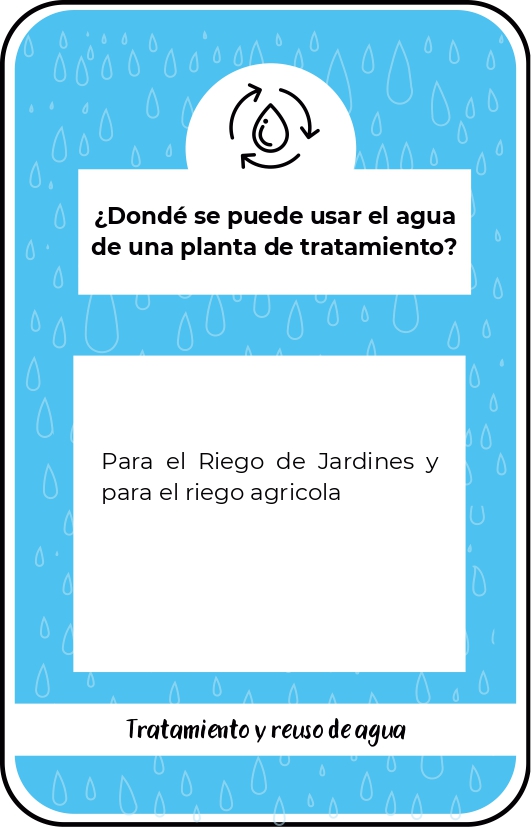 ¿Dondé se puede usar el agua
de una planta de tratamiento?
Para el Riego de Jardines y
para el riego agricola
Tratamiento y reuso de agua